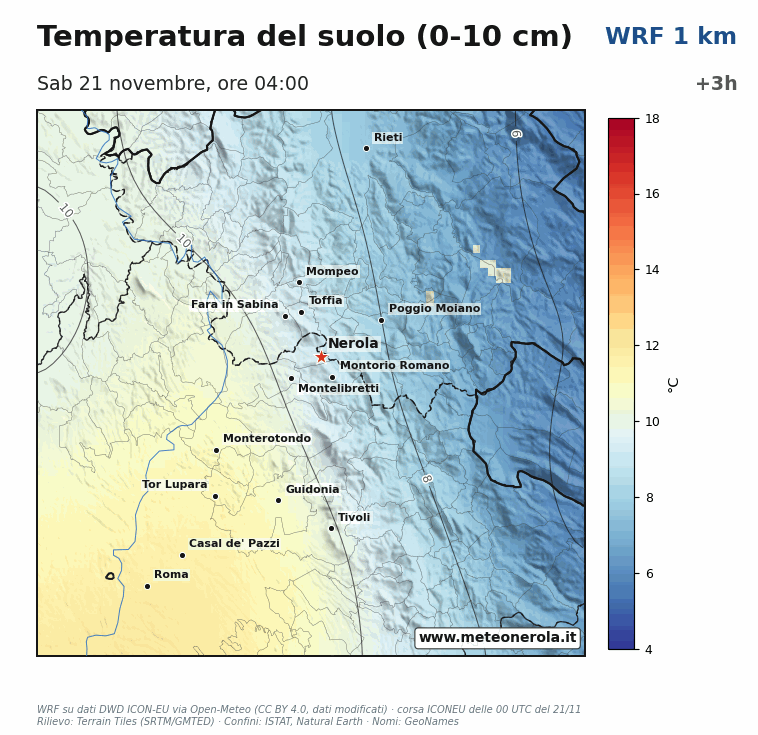 Temperatura del suolo (0-10 cm)
WRF 1 km
Sab 21 novembre, ore 04:00
+3h
Rieti
6
10
10
Mompeo
Toffia
Fara in Sabina
Poggio Moiano
Nerola
Montorio Romano
Montelibretti
Monterotondo
Tor Lupara
Guidonia
8
Tivoli
Casal de' Pazzi
Roma
www.meteonerola.it
18
16
14
12
10
8
6
4
°C
WRF su dati DWD ICON-EU via Open-Meteo (CC BY 4.0, dati modificati) · corsa ICONEU delle 00 UTC del 21/11
Rilievo: Terrain Tiles (SRTM/GMTED) · Confini: ISTAT, Natural Earth · Nomi: GeoNames